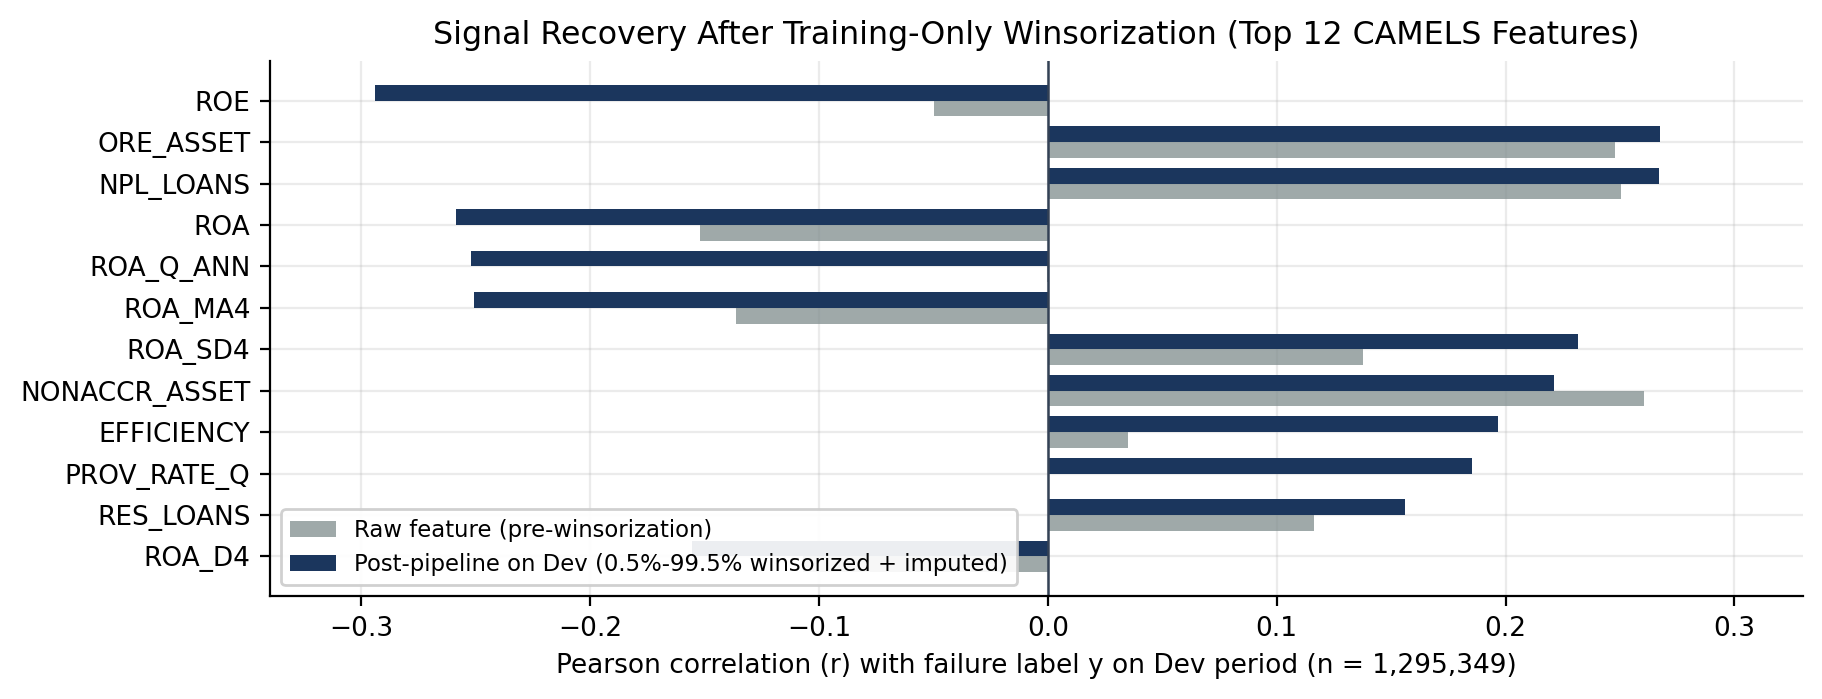 Signal Recovery After Training-Only Winsorization (Top 12 CAMELS Features)
ROE
ORE_ASSET
NPL_LOANS
ROA
ROA_Q_ANN
ROA_MA4
ROA_SD4
NONACCR_ASSET
EFFICIENCY
PROV_RATE_Q
RES_LOANS
ROA_D4
Raw feature (pre-winsorization)
Post-pipeline on Dev (0.5%-99.5% winsorized + imputed)
−0.3 −0.2 −0.1 0.0 0.1 0.2 0.3
Pearson correlation (r) with failure label y on Dev period (n = 1,295,349)